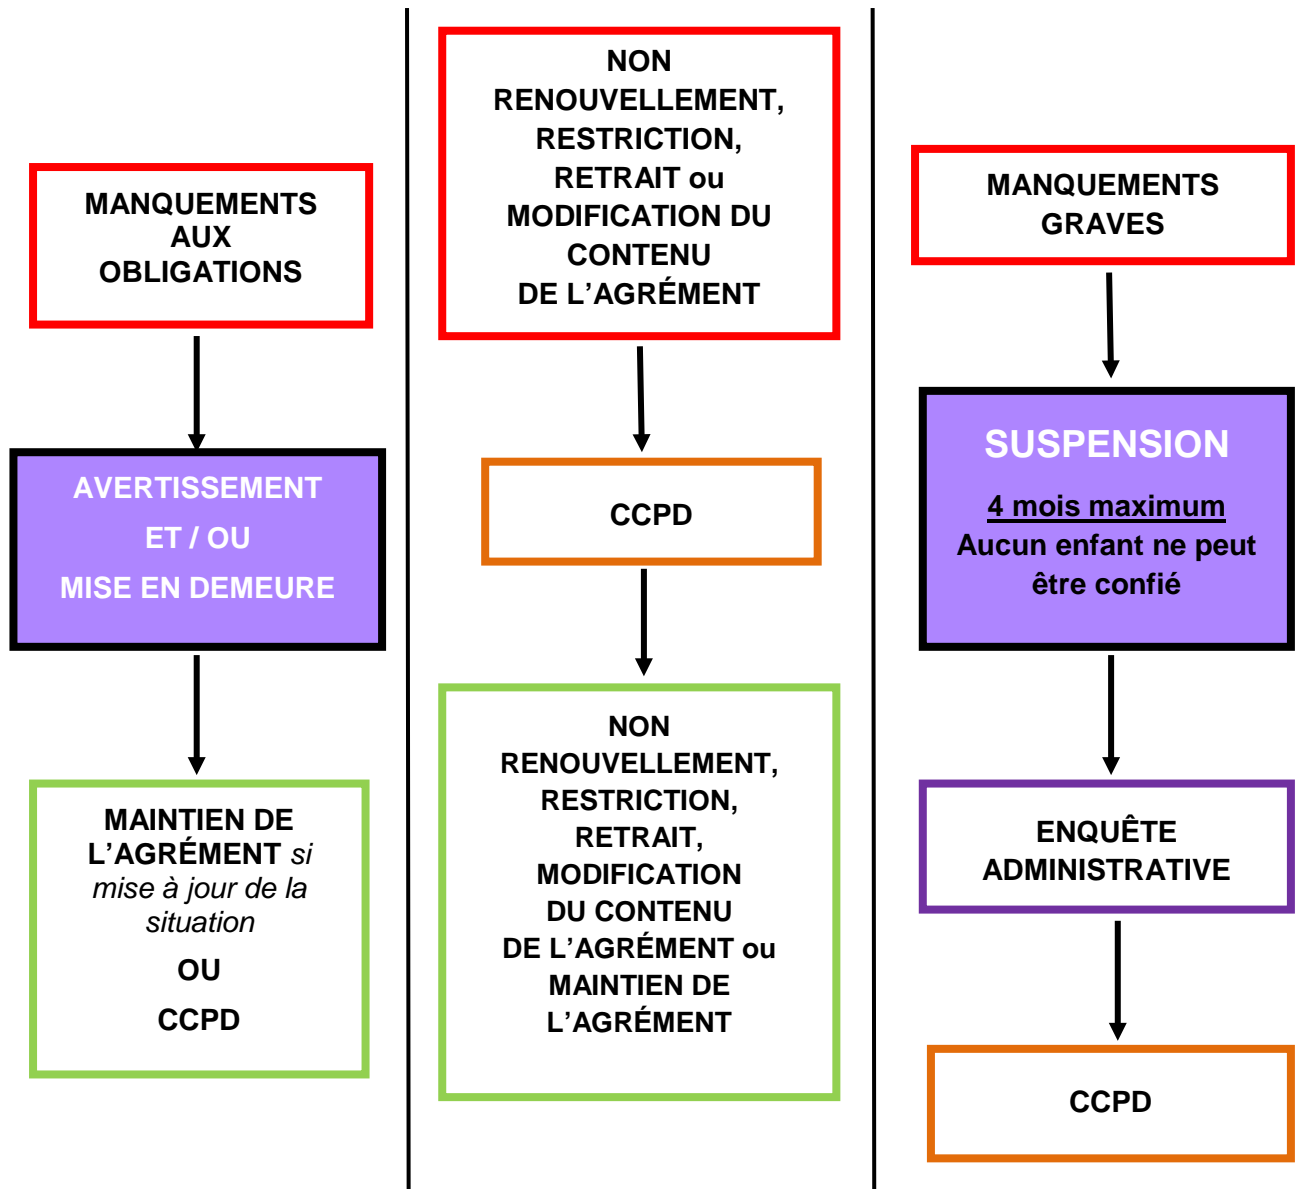 MANQUEMENTS
AUX
OBLIGATIONS
AVERTISSEMENT
ET / OU
MISE EN DEMEURE
MAINTIEN DE
L’AGRÉMENT si
mise à jour de la
situation
OU
CCPD
NON
RENOUVELLEMENT,
RESTRICTION,
RETRAIT ou
MODIFICATION DU
CONTENU
DE L’AGRÉMENT
CCPD
NON
RENOUVELLEMENT,
RESTRICTION,
RETRAIT,
MODIFICATION
DU CONTENU
DE L’AGRÉMENT ou
MAINTIEN DE
L’AGRÉMENT
MANQUEMENTS
GRAVES
SUSPENSION
4 mois maximum
Aucun enfant ne peut
être confié
ENQUÊTE
ADMINISTRATIVE
CCPD